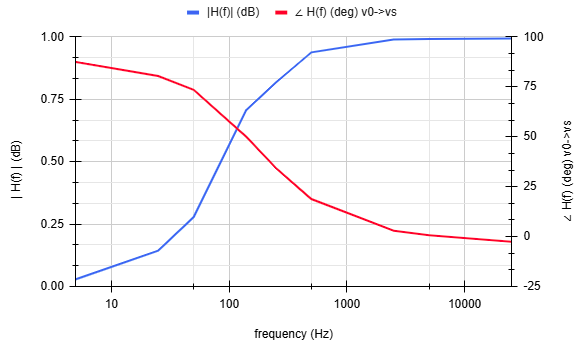 |H(f)| (dB) ∠ H(f) (deg) v0->vs
1.00
0.75
0.50
0.25
0.00
100
75
50
25
0
-25
10 100 1000 10000
| H(f) | (dB)
∠ H(f) (deg) v0->vs
frequency (Hz)